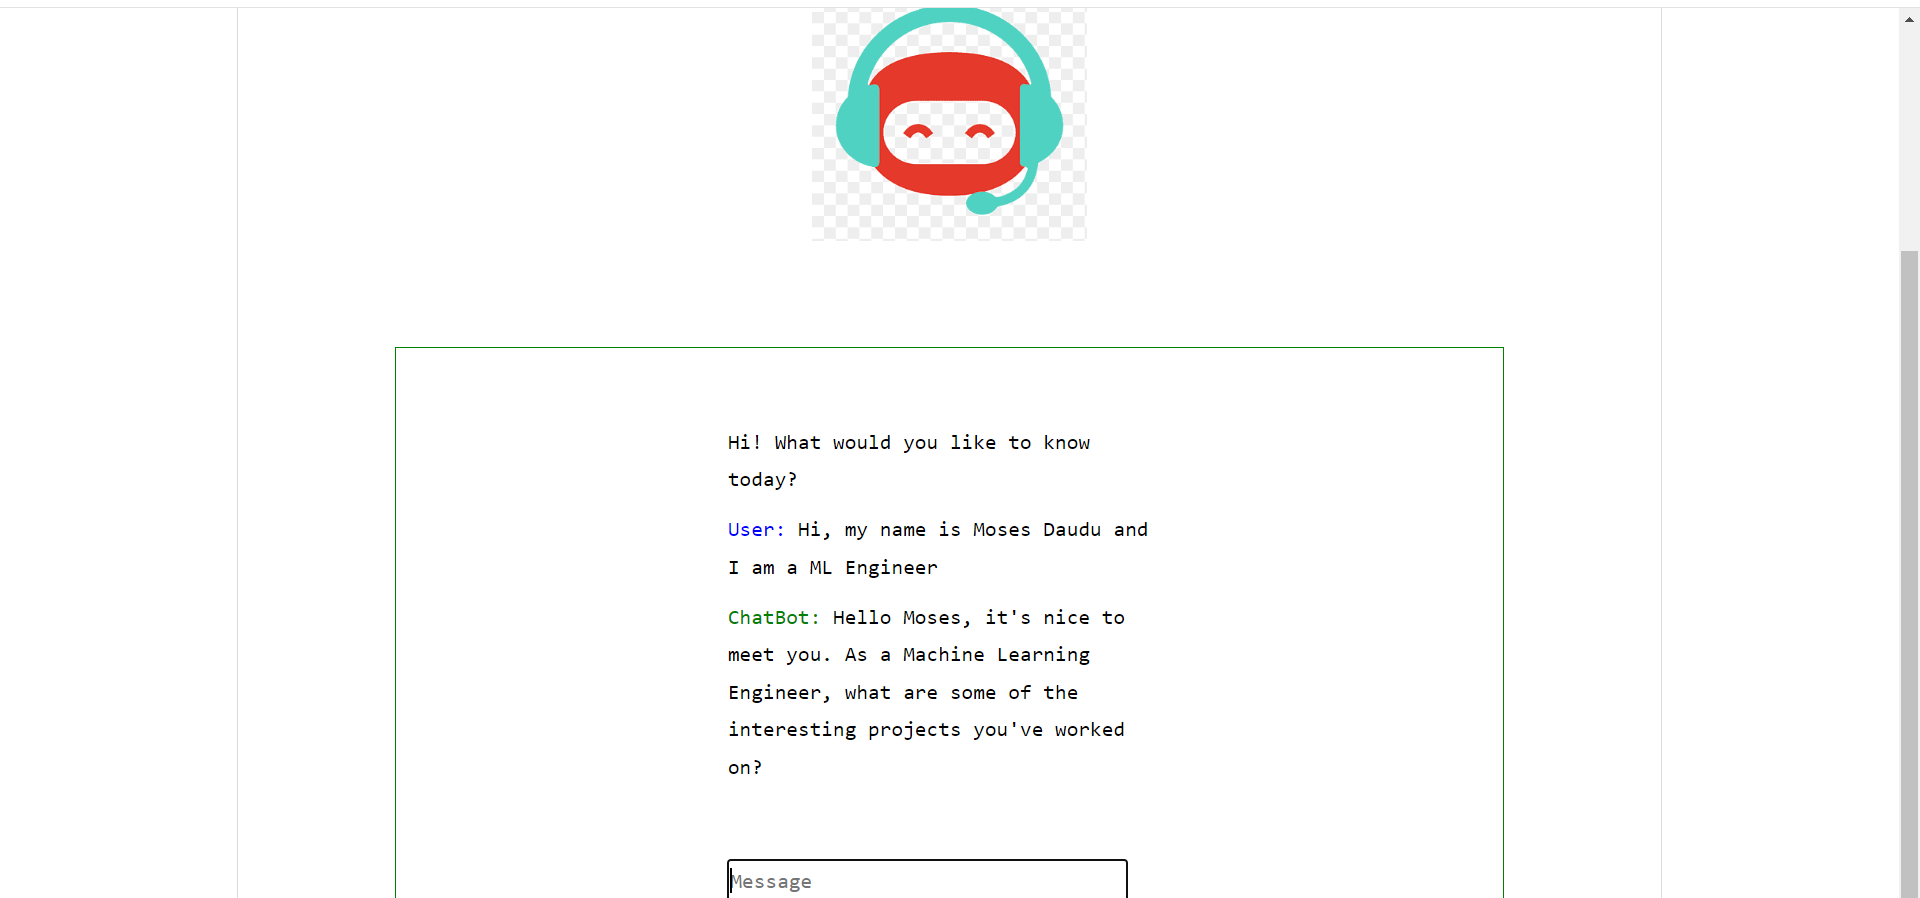 Hi! What would you like to know
today?
User: Hi, my name is Moses Daudu and
I am a ML Engineer
ChatBot: Hello Moses, it's nice to
meet you. As a Machine Learning
Engineer, what are some of the
interesting projects you've worked
on?
Message